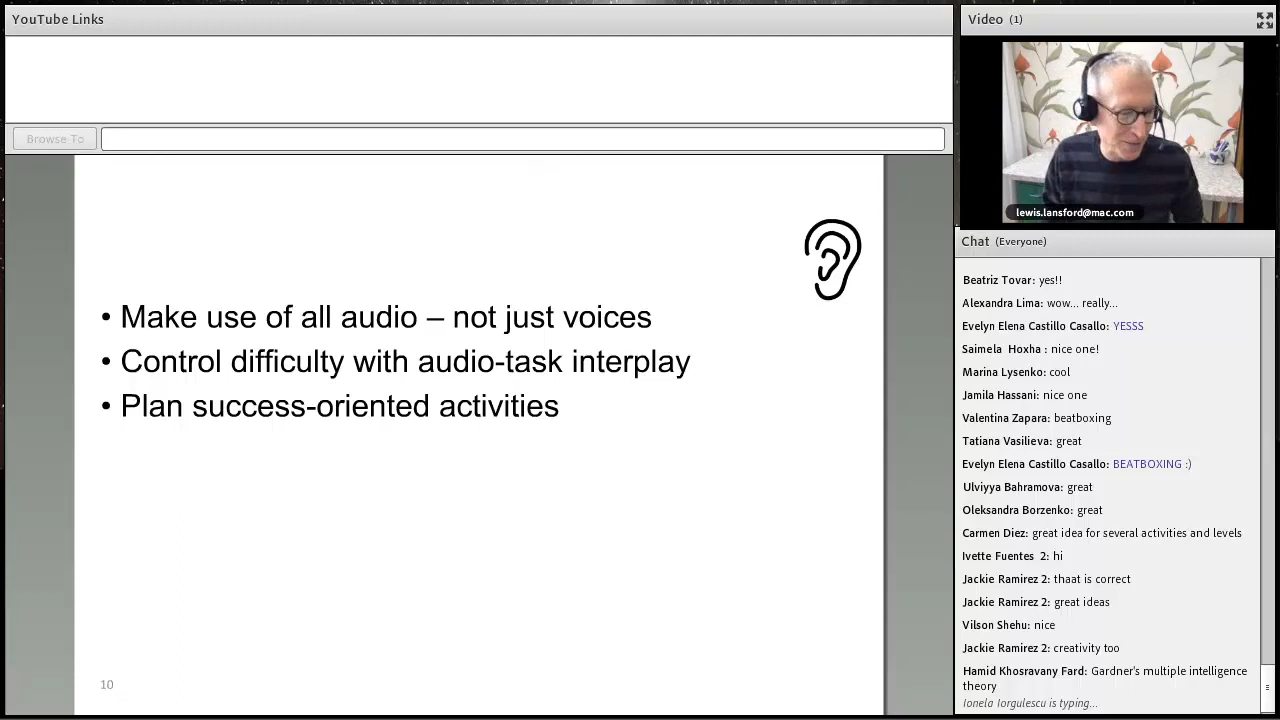 YouTube Links
Browse To
• Make use of all audio – not just voices
• Control difficulty with audio-task interplay
• Plan success-oriented activities
10
Video (1)
lewis.lansford@mac.com
Chat (Everyone)
Beatriz Tovar: yes!!
Alexandra Lima: wow... really...
Evelyn Elena Castillo Casallo: YESSS
Saimela Hoxha : nice one!
Marina Lysenko: cool
Jamila Hassani: nice one
Valentina Zapara: beatboxing
Tatiana Vasilieva: great
Evelyn Elena Castillo Casallo: BEATBOXING :)
Ulviyya Bahramova: great
Oleksandra Borzenko: great
Carmen Diez: great idea for several activities and levels
Ivette Fuentes 2: hi
Jackie Ramirez 2: thaat is correct
Jackie Ramirez 2: great ideas
Vilson Shehu: nice
Jackie Ramirez 2: creativity too
Hamid Khosravany Fard: Gardner's multiple intelligence
theory
Ionela Iorgulescu is typing...